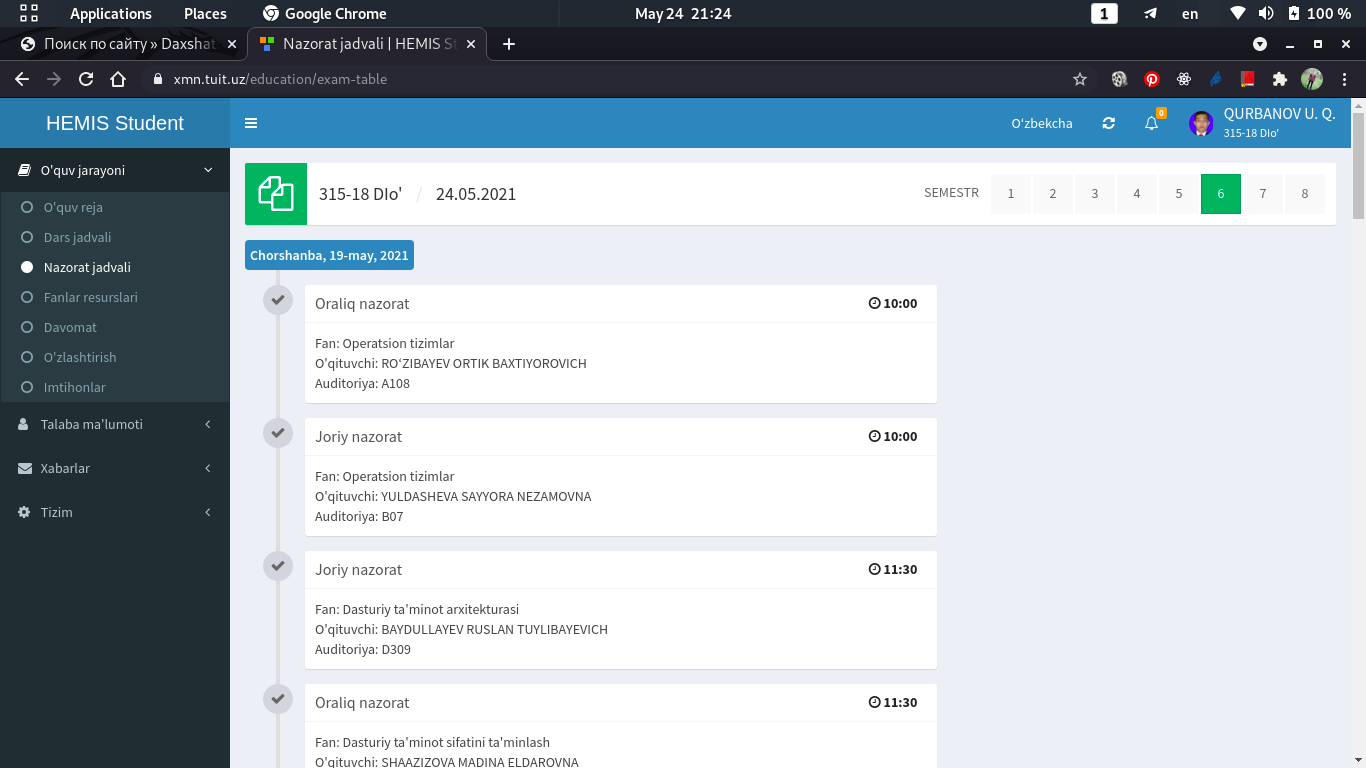 Applications Places Google Chrome May 24 21:24 1 en 100 %
Поиск по сайту » Daxshat Nazorat jadvali | HEMIS St
xmn.tuit.uz/education/exam-table
HEMIS Student O'zbekcha 0 QURBANOV U. Q.
315-18 DIo'
O'quv jarayoni
O'quv reja
Dars jadvali
Nazorat jadvali
Fanlar resurslari
Davomat
O'zlashtirish
Imtihonlar
Talaba ma'lumoti
Xabarlar
Tizim
315-18 DIo' / 24.05.2021 SEMESTR 1 2 3 4 5 6 7 8
Chorshanba, 19-may, 2021
Oraliq nazorat 10:00
Fan: Operatsion tizimlar
O'qituvchi: RO‘ZIBAYEV ORTIK BAXTIYOROVICH
Auditoriya: A108
Joriy nazorat 10:00
Fan: Operatsion tizimlar
O'qituvchi: YULDASHEVA SAYYORA NEZAMOVNA
Auditoriya: B07
Joriy nazorat 11:30
Fan: Dasturiy ta'minot arxitekturasi
O'qituvchi: BAYDULLAYEV RUSLAN TUYLIBAYEVICH
Auditoriya: D309
Oraliq nazorat 11:30
Fan: Dasturiy ta'minot sifatini ta'minlash
O'qituvchi: SHAAZIZOVA MADINA ELDAROVNA